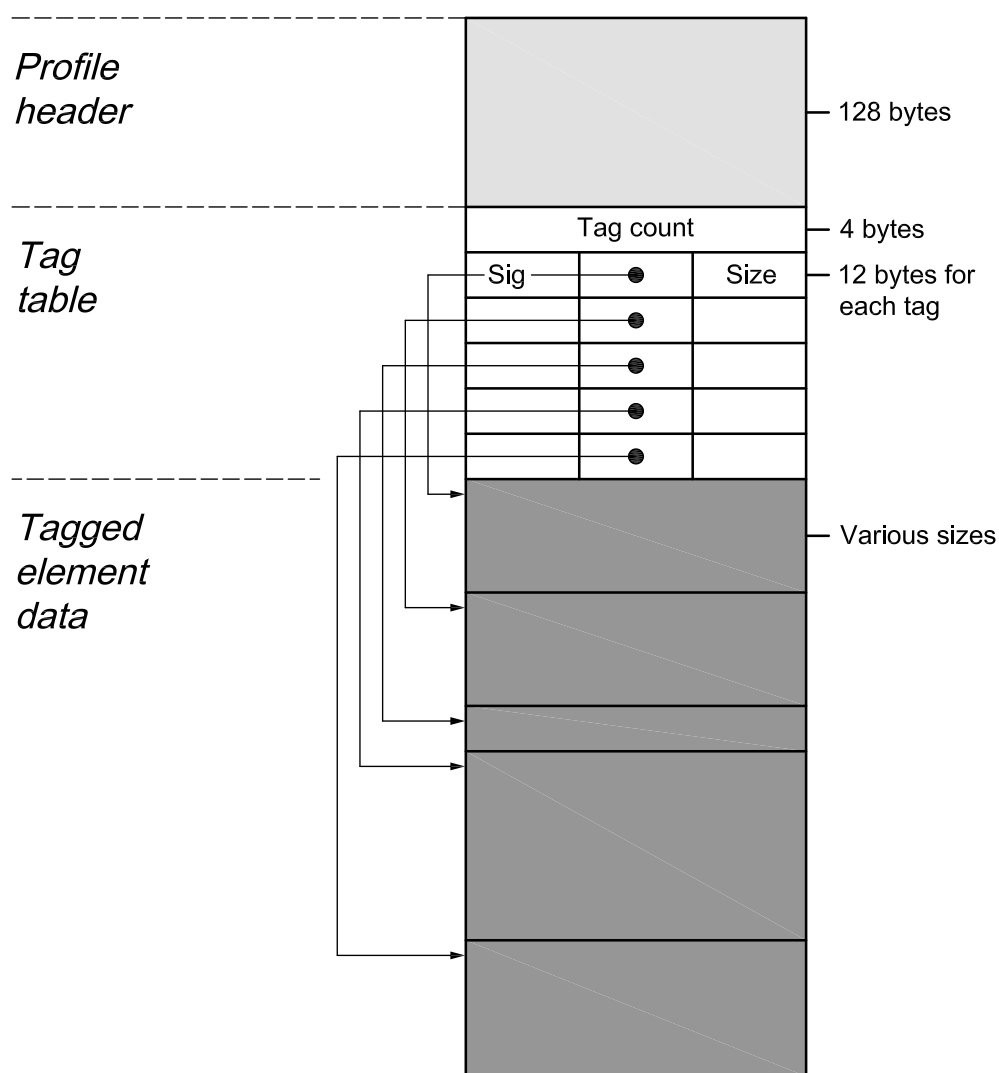 Profile
header
128 bytes
Tag count
4 bytes
Tag
table
Sig
Size
12 bytes for
each tag
Tagged
element
data
Various sizes